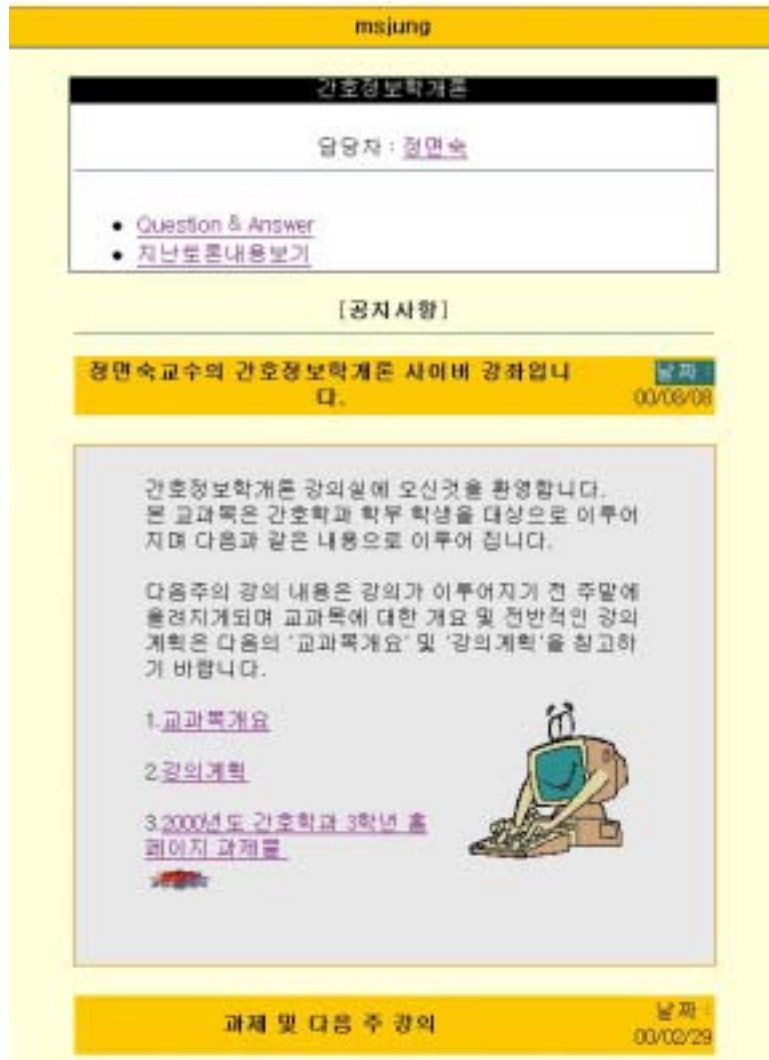 msjung
간호정보학개론
담당자 : 정면숙
Question & Answer
지난토론내용보기
[공지사항]
정면숙교수의 간호정보학개론 사이버 강좌입니
다.
날짜 :
00/08/08
간호정보학개론 강의실에 오신것을 환영합니다.
본 교과목은 간호학과 학부 학생을 대상으로 이루어
지며 다음과 같은 내용으로 이루어 집니다.
다음주의 강의 내용은 강의가 이루어지기 전 주말에
올려지게되며 교과목에 대한 개요 및 전반적인 강의
계획은 다음의 '교과목개요' 및 '강의계획'을 참고하
기 바랍니다.
1.교과목개요
2.강의계획
3.2000년도 간호학과 3학년 홈
페이지 과제물
과제 및 다음 주 강의
날짜 :
00/02/29